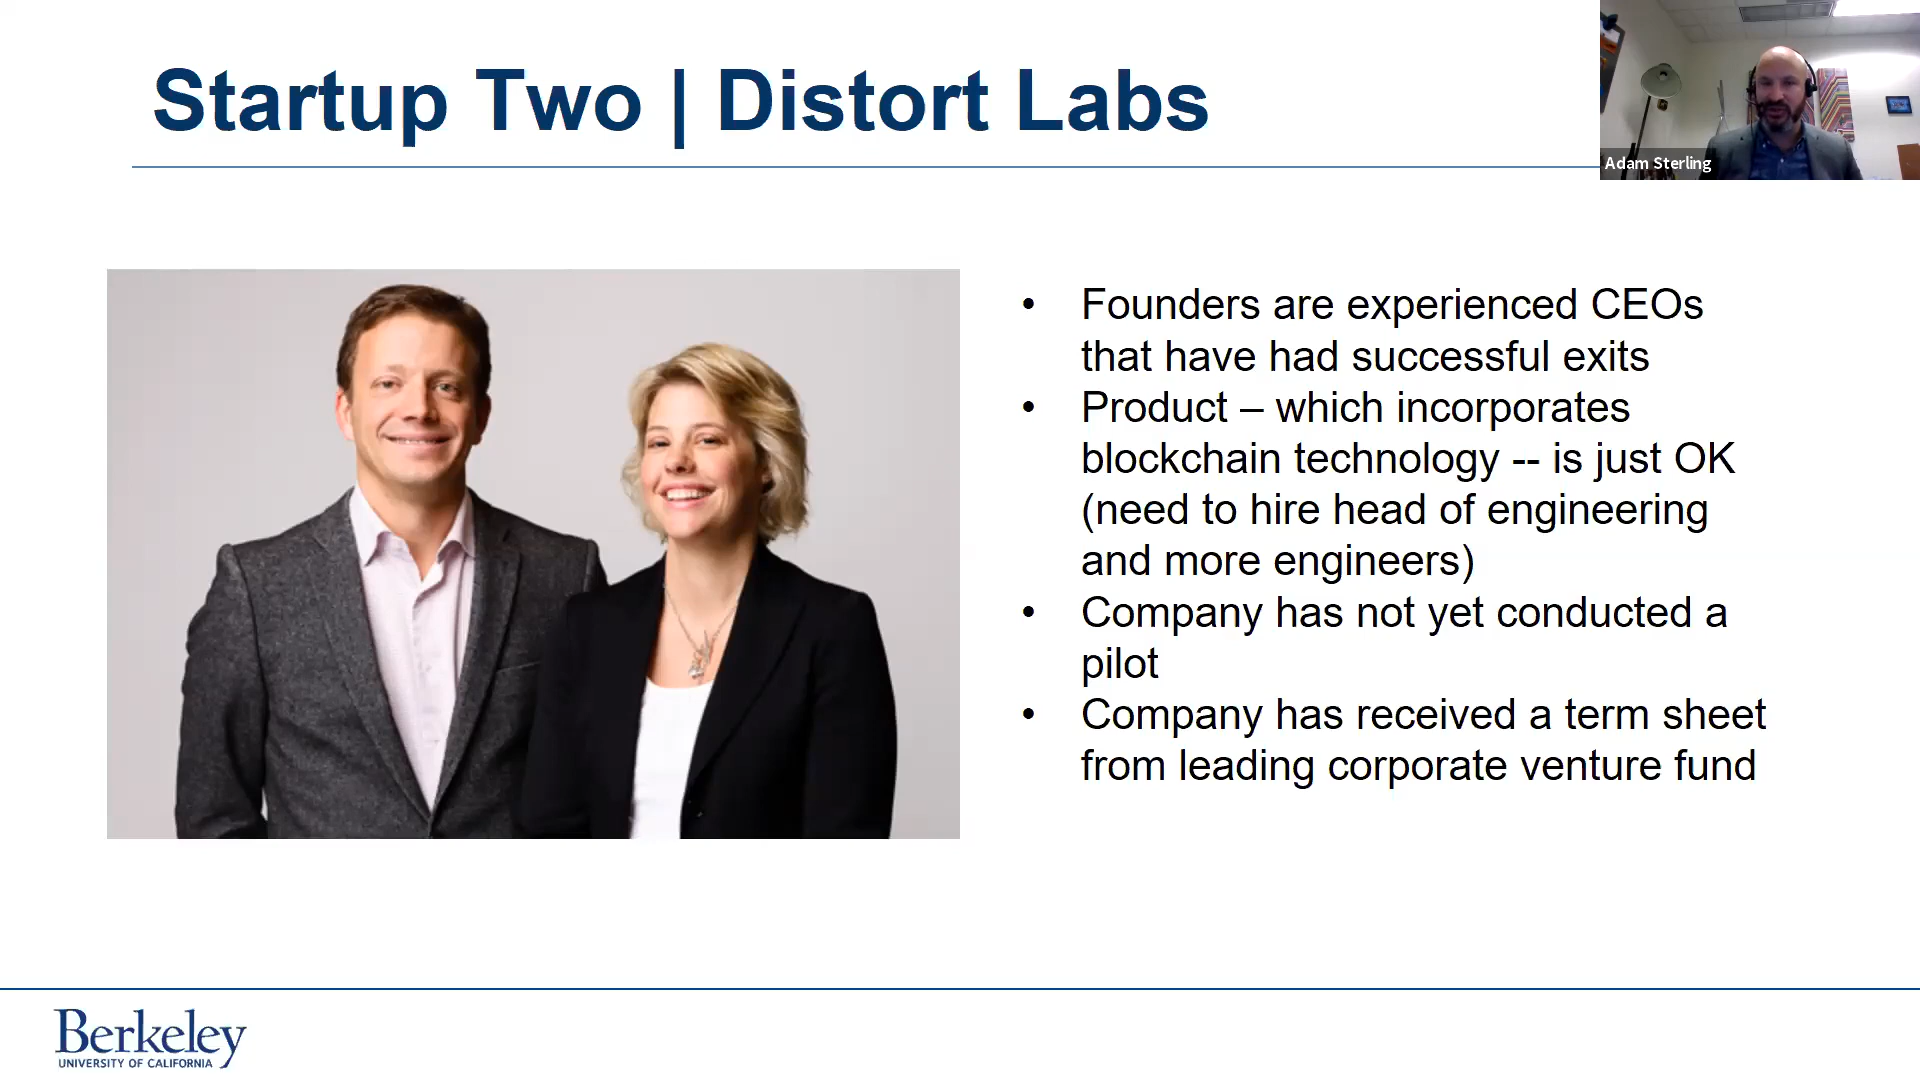 Startup Two | Distort Labs
Adam Sterling
• Founders are experienced CEOs
that have had successful exits
• Product – which incorporates
blockchain technology -- is just OK
(need to hire head of engineering
and more engineers)
• Company has not yet conducted a
pilot
• Company has received a term sheet
from leading corporate venture fund
Berkeley
UNIVERSITY OF CALIFORNIA